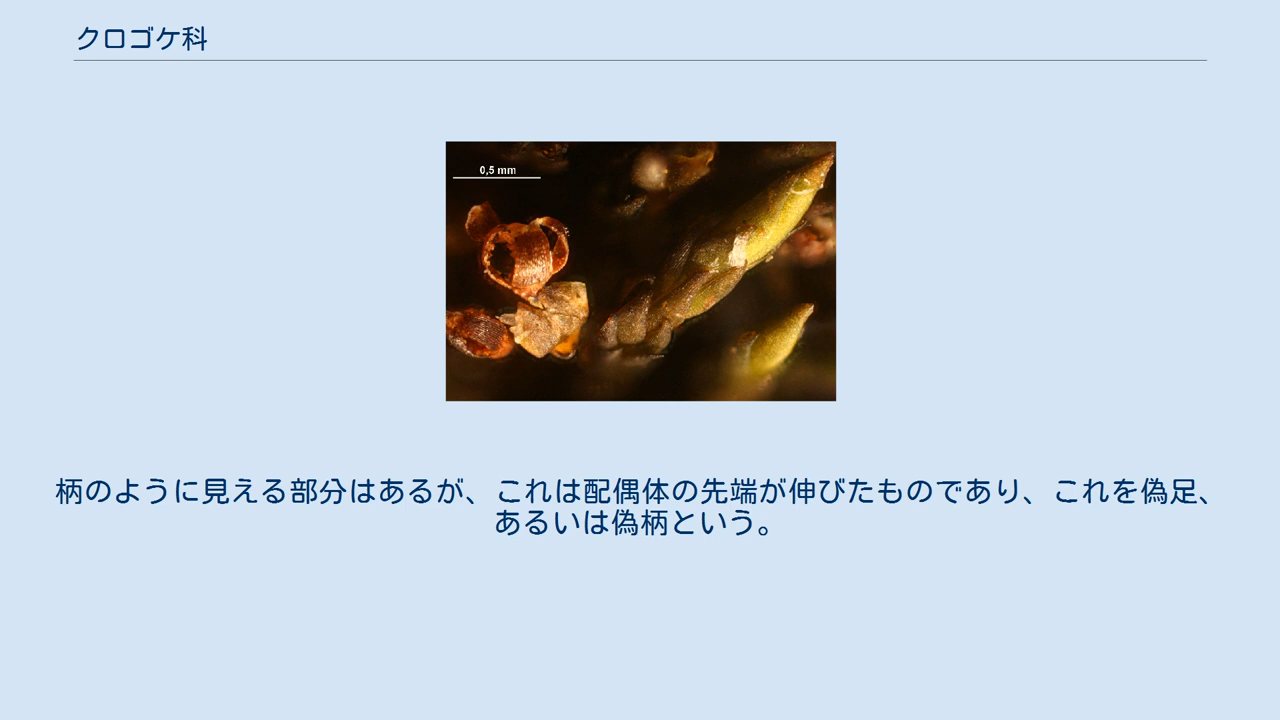 クロゴケ科
0,5 mm
柄のように見える部分はあるが、これは配偶体の先端が伸びたものであり、これを偽足、
あるいは偽柄という。